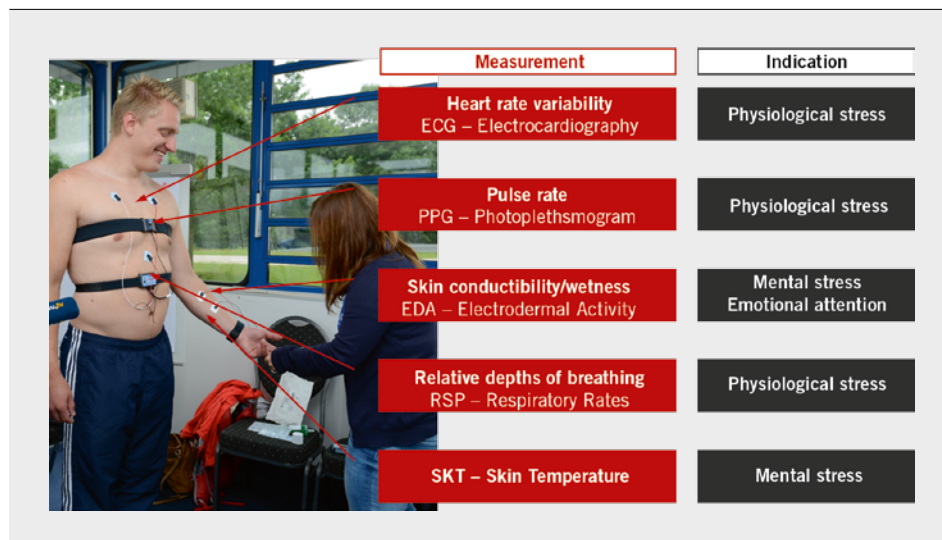 Measurement
Indication
Heart rate variability
ECG – Electrocardiography
Physiological stress
Pulse rate
PPG – Photoplethsmogram
Physiological stress
Skin conductibility/wetness
EDA – Electrodermal Activity
Mental stress
Emotional attention
Relative depths of breathing
RSP – Respiratory Rates
Physiological stress
SKT – Skin Temperature
Mental stress